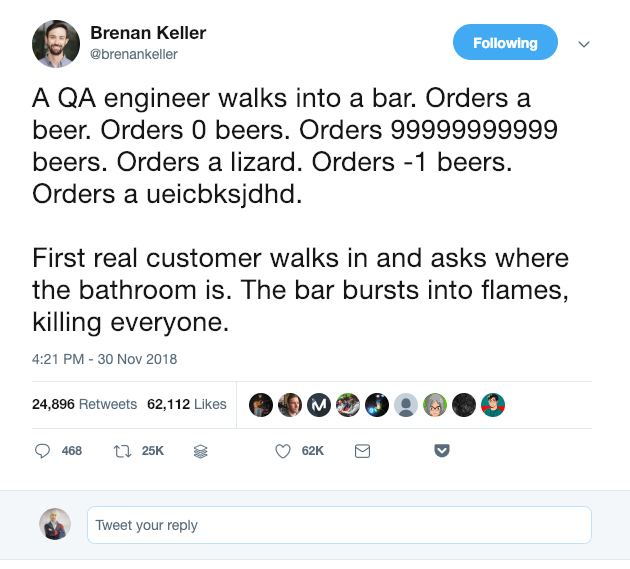 Brenan Keller
@brenankeller
Following
A QA engineer walks into a bar. Orders a
beer. Orders 0 beers. Orders 99999999999
beers. Orders a lizard. Orders -1 beers.
Orders a ueicbksjdhd.
First real customer walks in and asks where
the bathroom is. The bar bursts into flames,
killing everyone.
4:21 PM - 30 Nov 2018
24,896 Retweets 62,112 Likes
468 25K 62K
Tweet your reply